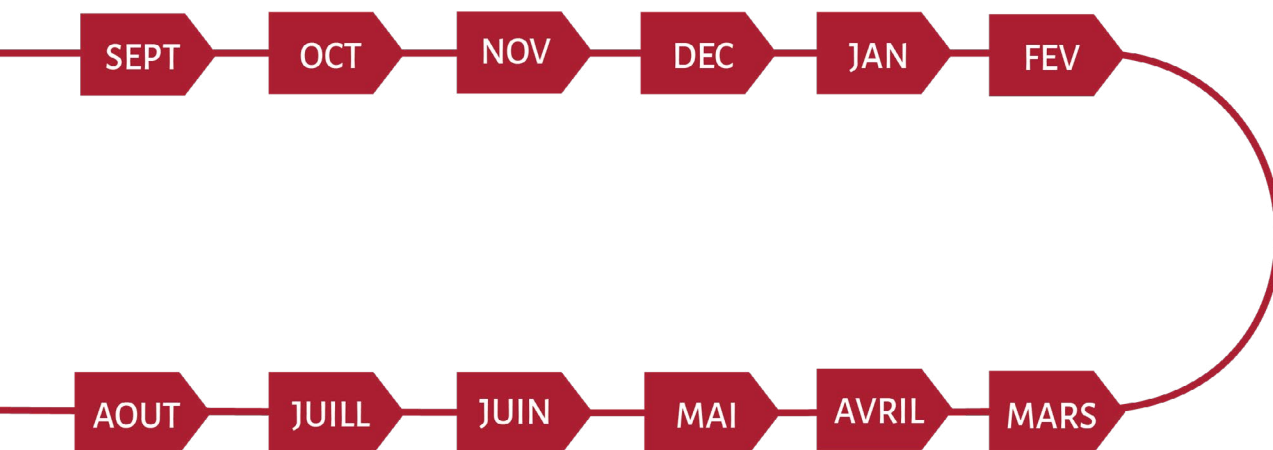 SEPT
OCT
NOV
DEC
JAN
FEV
MARS
AVRIL
MAI
JUIN
JUILL
AOUT